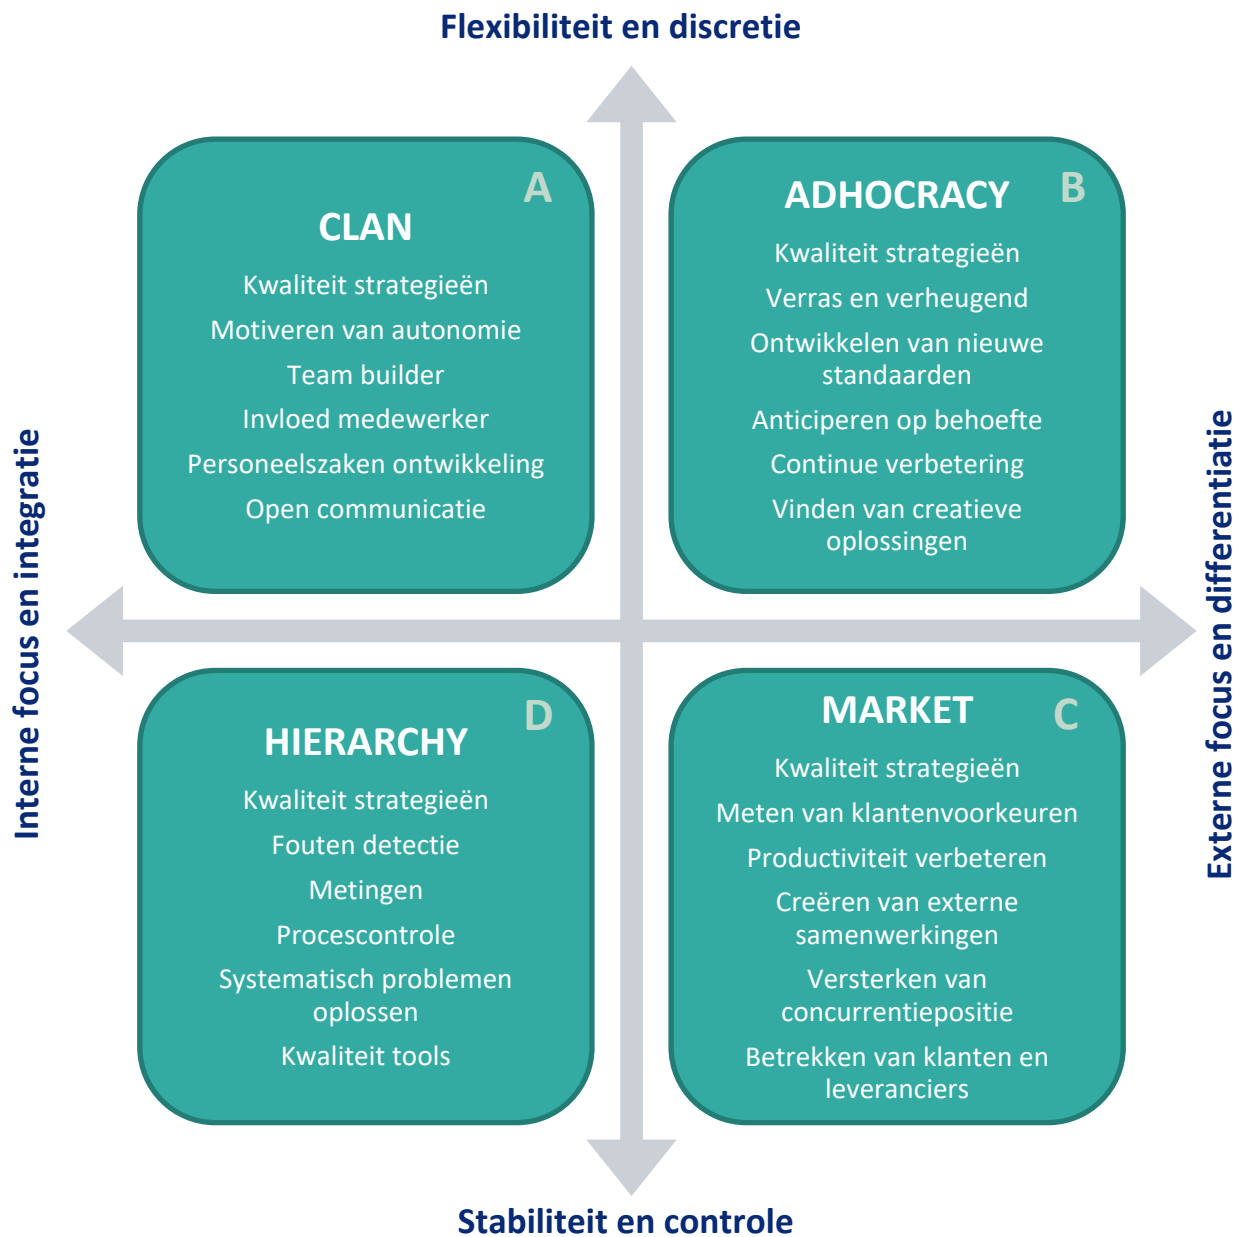 Flexibiliteit en discretie
A
CLAN
Kwaliteit strategieën
Motiveren van autonomie
Team builder
Invloed medewerker
Personeelszaken ontwikkeling
Open communicatie
B
ADHOCRACY
Kwaliteit strategieën
Verras en verheugend
Ontwikkelen van nieuwe
standaarden
Anticiperen op behoefte
Continue verbetering
Vinden van creatieve
oplossingen
Interne focus en integratie
Externe focus en differentiatie
D
HIERARCHY
Kwaliteit strategieën
Fouten detectie
Metingen
Procescontrole
Systematisch problemen
oplossen
Kwaliteit tools
C
MARKET
Kwaliteit strategieën
Meten van klantenvoorkeuren
Productiviteit verbeteren
Creëren van externe
samenwerkingen
Versterken van
concurrentiepositie
Betrekken van klanten en
leveranciers
Stabiliteit en controle